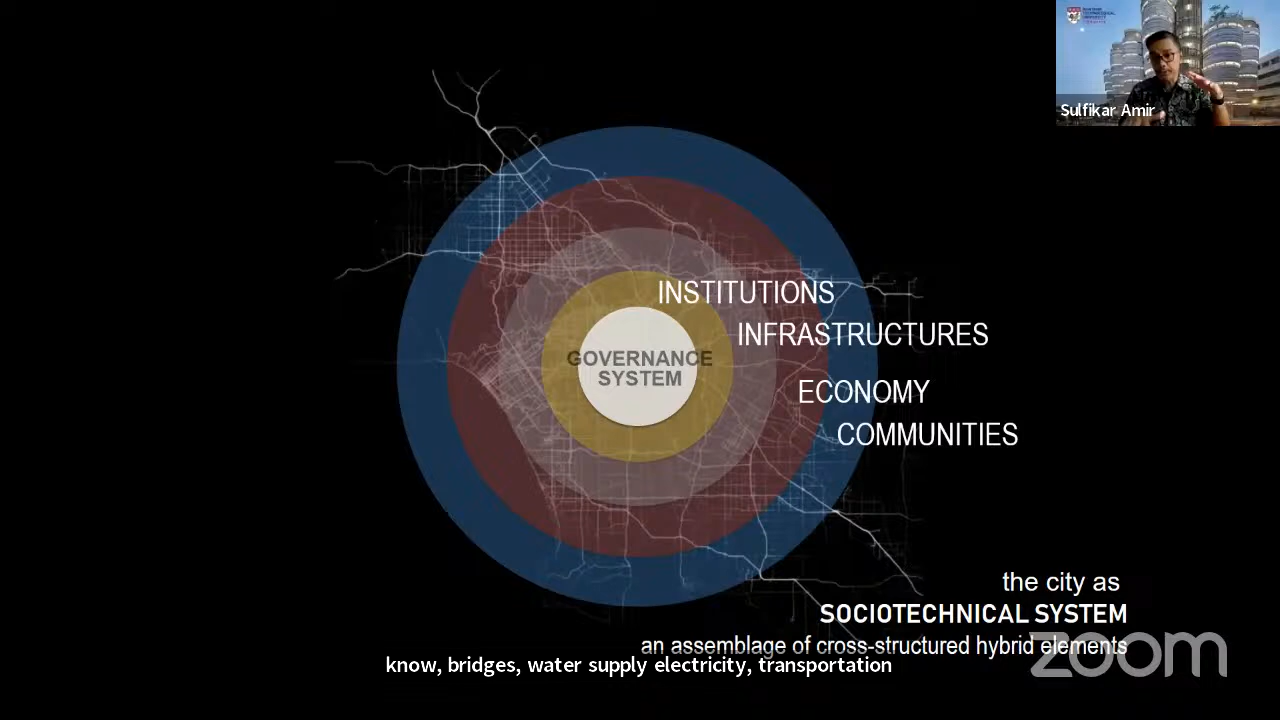 Sulfikar Amir
INSTITUTIONS
INFRASTRUCTURES
GOVERNANCE
SYSTEM
ECONOMY
COMMUNITIES
the city as
SOCIOTECHNICAL SYSTEM
an assemblage of cross-structured hybrid elements
know, bridges, water supply electricity, transportation
zoom